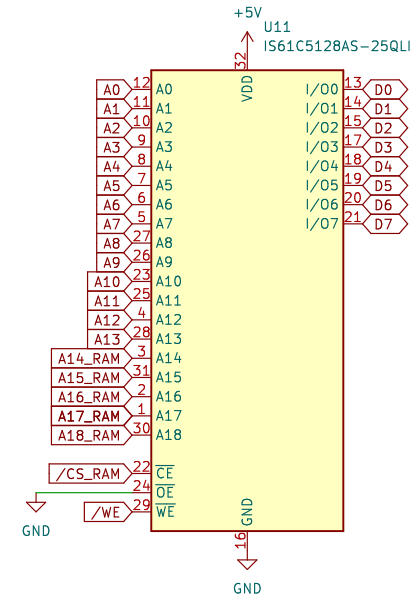 +5V
U11
IS61C5128AS-25QLI
32
VDD
A0 12 A0 I/O0 13 D0
A1 11 A1 I/O1 14 D1
A2 10 A2 I/O2 15 D2
A3 9 A3 I/O3 17 D3
A4 8 A4 I/O4 18 D4
A5 7 A5 I/O5 19 D5
A6 6 A6 I/O6 20 D6
A7 5 A7 I/O7 21 D7
A8 27 A8
A9 26 A9
A10 23 A10
A11 25 A11
A12 4 A12
A13 28 A13
A14_RAM 3 A14
A15_RAM 31 A15
A16_RAM 2 A16
A17_RAM 1 A17
A18_RAM 30 A18
/CS_RAM 22 CE
24 OE
/WE 29 WE
GND
GND
16
GND